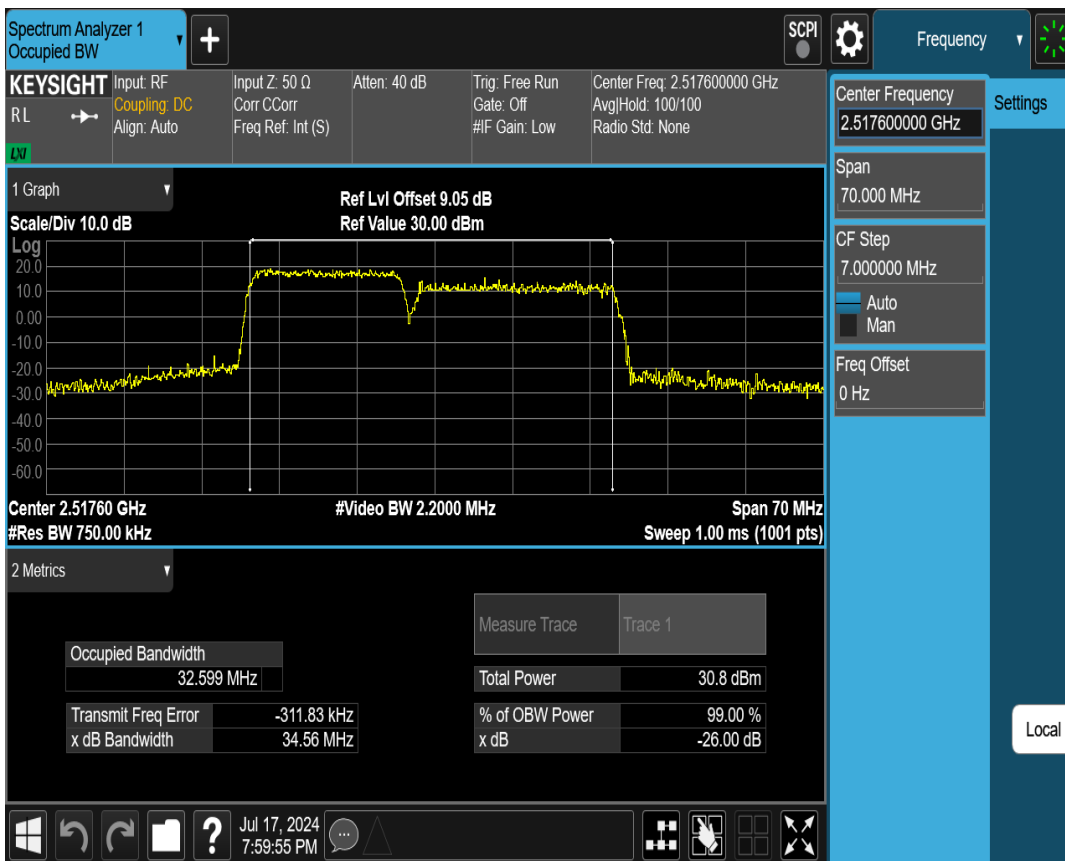 Spectrum Analyzer 1
Occupied BW
SCPI
Frequency
KEYSIGHT
RL
LXI
Input: RF
Coupling: DC
Align: Auto
Input Z: 50 Ω
Corr CCorr
Freq Ref: Int (S)
Atten: 40 dB
Trig: Free Run
Gate: Off
#IF Gain: Low
Center Freq: 2.517600000 GHz
Avg|Hold: 100/100
Radio Std: None
Center Frequency
2.517600000 GHz
Settings
Span
70.000 MHz
CF Step
7.000000 MHz
Auto
Man
Freq Offset
0 Hz
1 Graph
Scale/Div 10.0 dB
Ref Lvl Offset 9.05 dB
Ref Value 30.00 dBm
Log
20.0
10.0
0.00
-10.0
-20.0
-30.0
-40.0
-50.0
-60.0
Center 2.51760 GHz
#Video BW 2.2000 MHz
Span 70 MHz
#Res BW 750.00 kHz
Sweep 1.00 ms (1001 pts)
2 Metrics
Measure Trace
Trace 1
Occupied Bandwidth
32.599 MHz
Total Power
30.8 dBm
Transmit Freq Error
-311.83 kHz
% of OBW Power
99.00 %
x dB Bandwidth
34.56 MHz
x dB
-26.00 dB
Local
?
Jul 17, 2024
7:59:55 PM